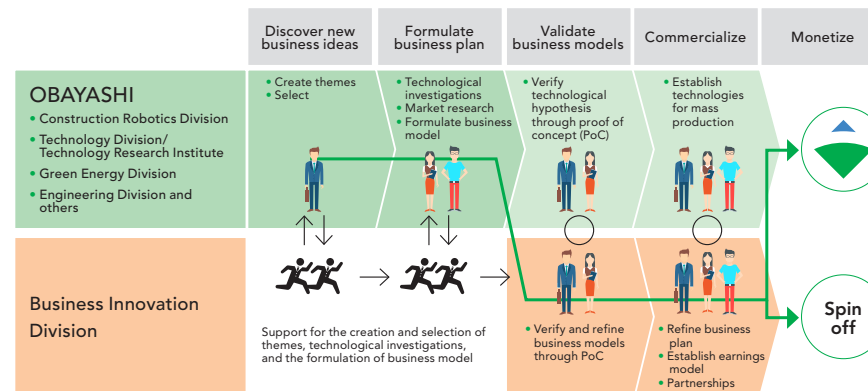 Discover new
business ideas
Formulate
business plan
Validate
business models
Commercialize
Monetize
OBAYASHI
• Construction Robotics Division
• Technology Division/
Technology Research Institute
• Green Energy Division
• Engineering Division and
others
• Create themes
• Select
• Technological
investigations
• Market research
• Formulate business
model
• Verify
technological
hypothesis
through proof of
concept (PoC)
• Establish
technologies
for mass
production
Business Innovation
Division
Support for the creation and selection of
themes, technological investigations,
and the formulation of business model
• Verify and refine
business models
through PoC
• Refine business
plan
• Establish earnings
model
• Partnerships
Spin
off